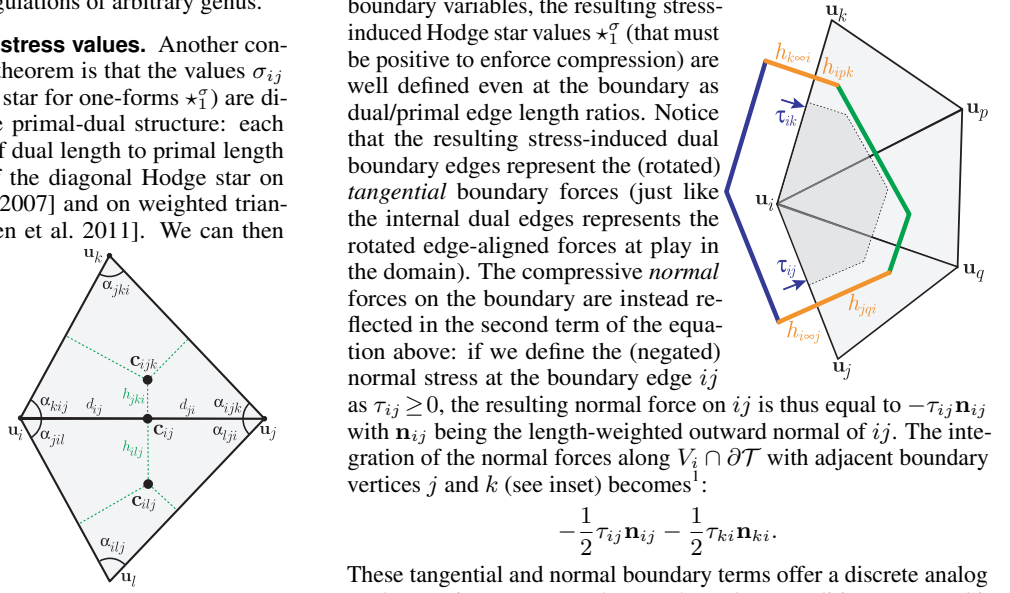 gulations of arbitrary genus.
stress values. Another con-
theorem is that the values σ_ij
star for one-forms ⋆₁^σ) are di-
e primal-dual structure: each
f dual length to primal length
f the diagonal Hodge star on
2007] and on weighted trian-
en et al. 2011]. We can then
u_k
α_jki
c_ijk
h_jki
α_kij
d_ij
d_ji
α_ijk
u_i
α_jil
c_ij
α_lji
u_j
h_ilj
c_ilj
α_ilj
u_l
boundary variables, the resulting stress-
induced Hodge star values ⋆₁^σ (that must
be positive to enforce compression) are
well defined even at the boundary as
dual/primal edge length ratios. Notice
that the resulting stress-induced dual
boundary edges represent the (rotated)
tangential boundary forces (just like
the internal dual edges represents the
rotated edge-aligned forces at play in
the domain). The compressive normal
forces on the boundary are instead re-
flected in the second term of the equa-
tion above: if we define the (negated)
normal stress at the boundary edge ij
as τ_ij ≥ 0, the resulting normal force on ij is thus equal to −τ_ij n_ij
with n_ij being the length-weighted outward normal of ij. The inte-
gration of the normal forces along V_i ∩ ∂𝒯 with adjacent boundary
vertices j and k (see inset) becomes¹:
−1/2 τ_ij n_ij − 1/2 τ_ki n_ki.
These tangential and normal boundary terms offer a discrete analog
u_k
h_k∞i
h_ipk
τ_ik
u_p
u_i
τ_ij
u_q
h_jqi
h_i∞j
u_j